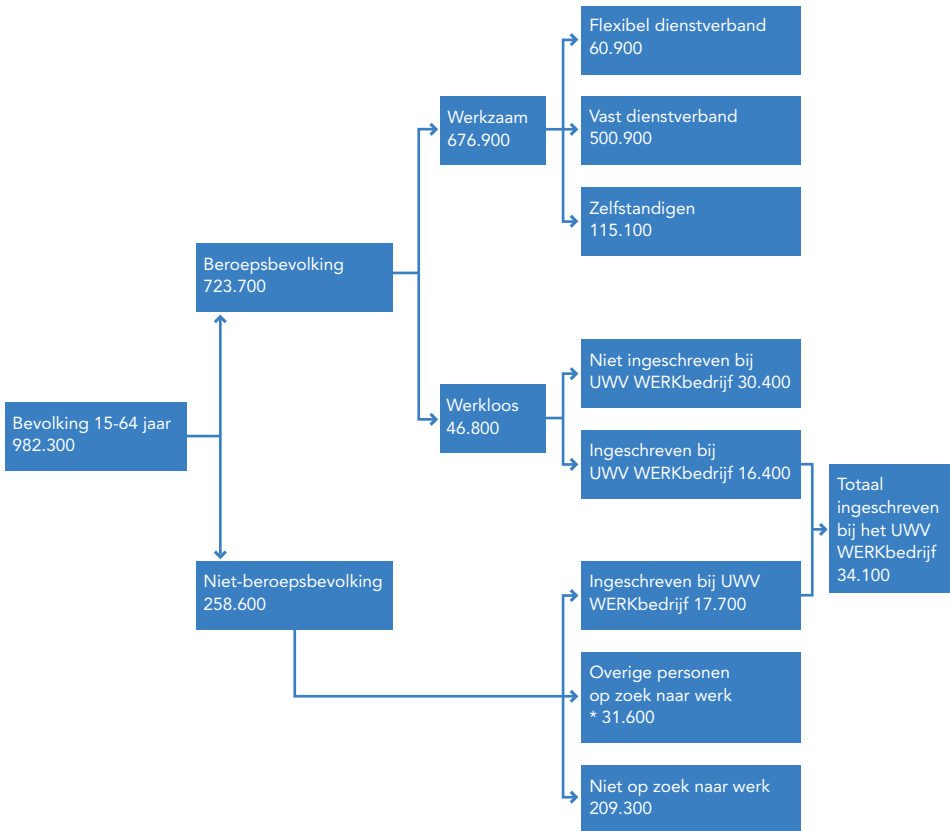 Bevolking 15-64 jaar
982.300
Beroepsbevolking
723.700
Niet-beroepsbevolking
258.600
Werkzaam
676.900
Werkloos
46.800
Flexibel dienstverband
60.900
Vast dienstverband
500.900
Zelfstandigen
115.100
Niet ingeschreven bij
UWV WERKbedrijf 30.400
Ingeschreven bij
UWV WERKbedrijf 16.400
Ingeschreven bij UWV
WERKbedrijf 17.700
Overige personen
op zoek naar werk
* 31.600
Niet op zoek naar werk
209.300
Totaal
ingeschreven
bij het UWV
WERKbedrijf
34.100